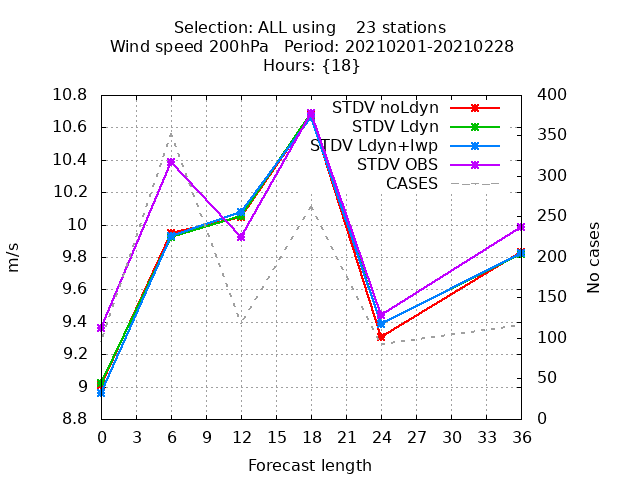 Selection: ALL using    23 stations
Wind speed 200hPa   Period: 20210201-20210228
Hours: {18}
STDV noLdyn
STDV Ldyn
STDV Ldyn+lwp
STDV OBS
CASES
10.8
10.6
10.4
10.2
10
9.8
9.6
9.4
9.2
9
8.8
m/s
400
350
300
250
200
150
100
50
0
No cases
0 3 6 9 12 15 18 21 24 27 30 33 36
Forecast length